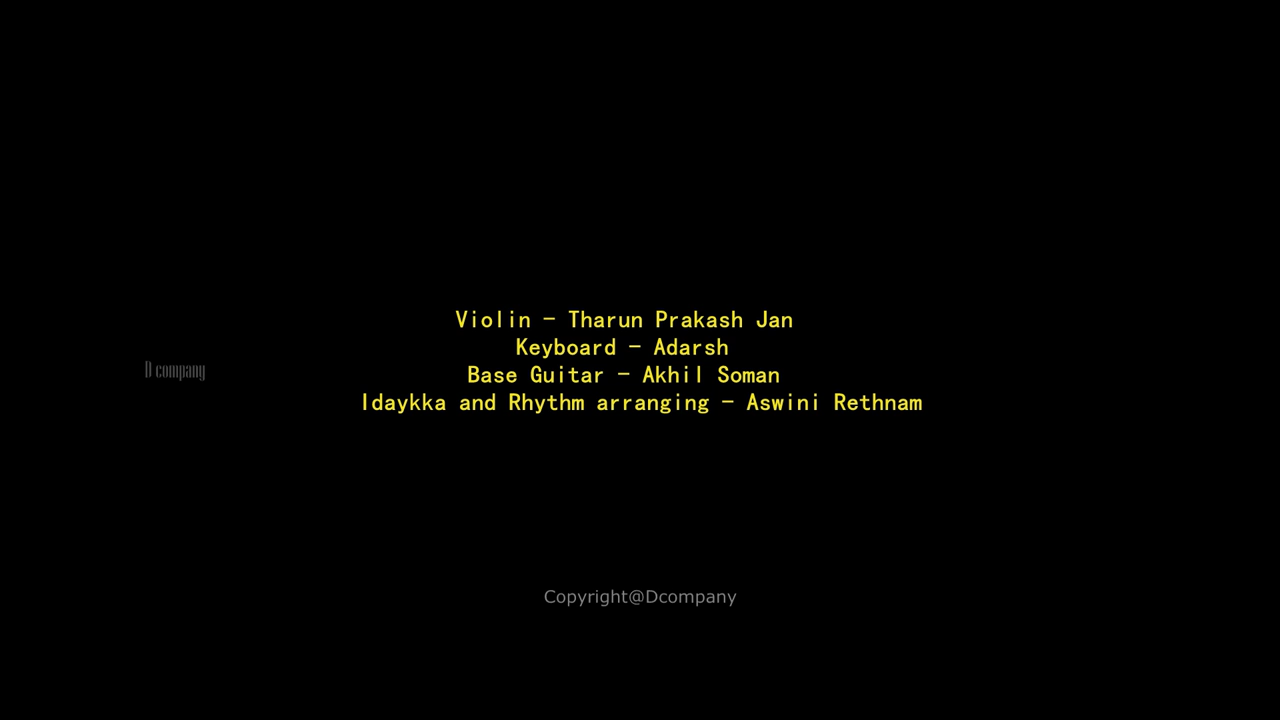 Violin - Tharun Prakash Jan
Keyboard - Adarsh
D company
Base Guitar - Akhil Soman
Idaykka and Rhythm arranging - Aswini Rethnam
Copyright@Dcompany